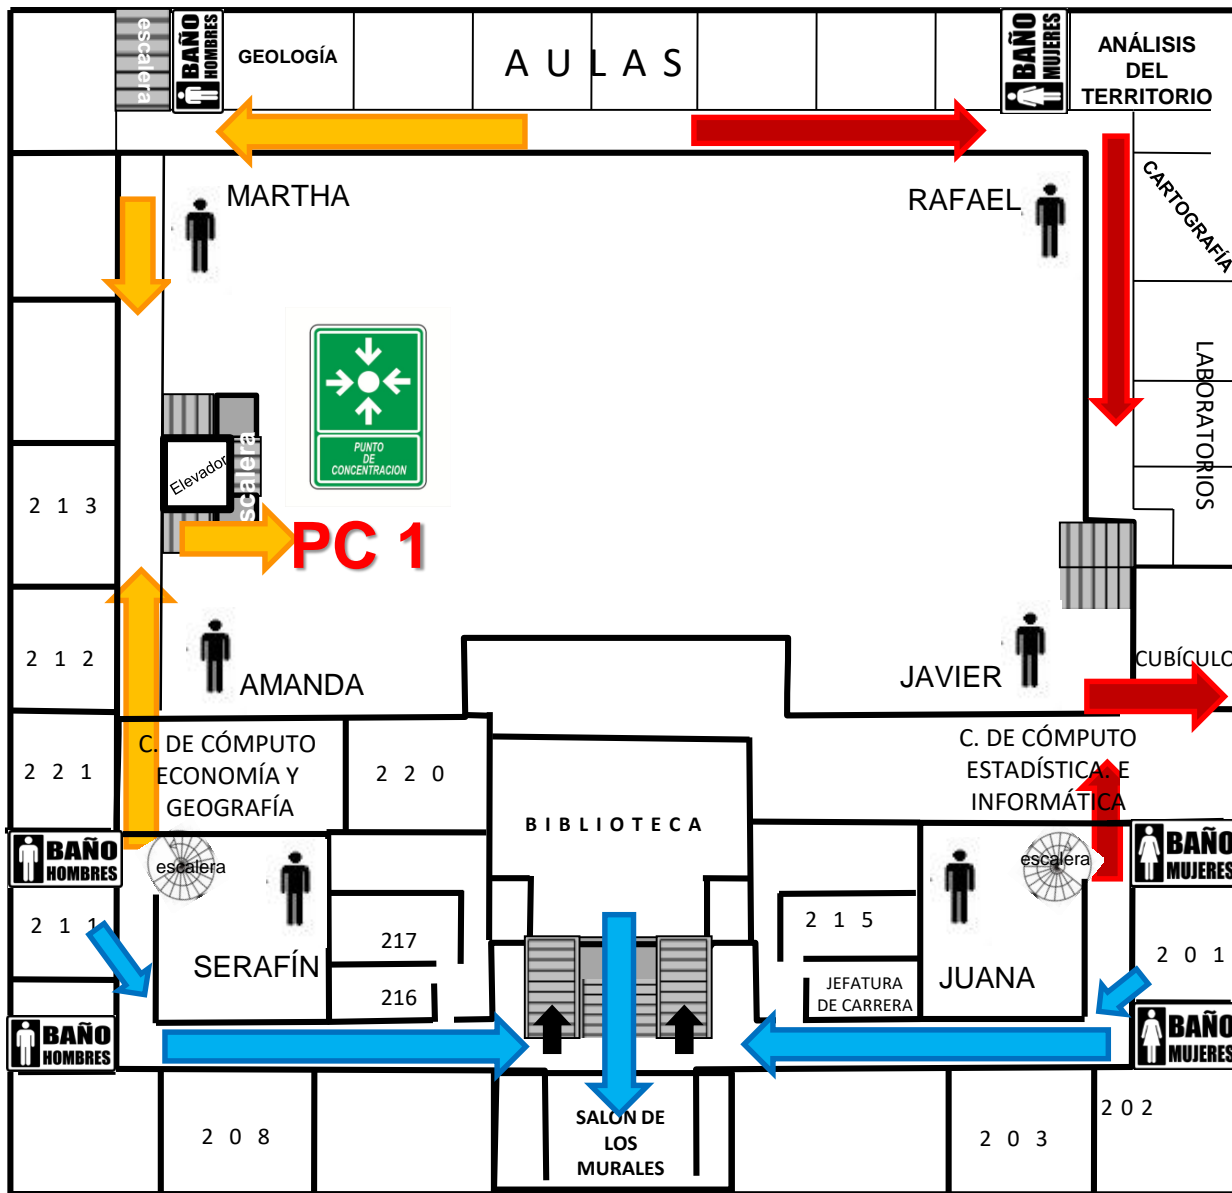 escalera
BAÑO
HOMBRES
GEOLOGÍA
A U L A S
BAÑO
MUJERES
ANÁLISIS
DEL
TERRITORIO
MARTHA
RAFAEL
CARTOGRAFÍA
LABORATORIOS
PUNTO
DE
CONCENTRACION
Elevador
escalera
2 1 3
PC 1
2 1 2
AMANDA
JAVIER
CUBÍCULO
2 2 1
C. DE CÓMPUTO
ECONOMÍA Y
GEOGRAFÍA
2 2 0
C. DE CÓMPUTO
ESTADÍSTICA. E
INFORMÁTICA
B I B L I O T E C A
BAÑO
HOMBRES
escalera
escalera
BAÑO
MUJERES
2 1 1
217
2 1 5
2 0 1
SERAFÍN
216
JEFATURA
DE CARRERA
JUANA
BAÑO
HOMBRES
BAÑO
MUJERES
2 0 8
SALON DE
LOS
MURALES
2 0 3
2 0 2